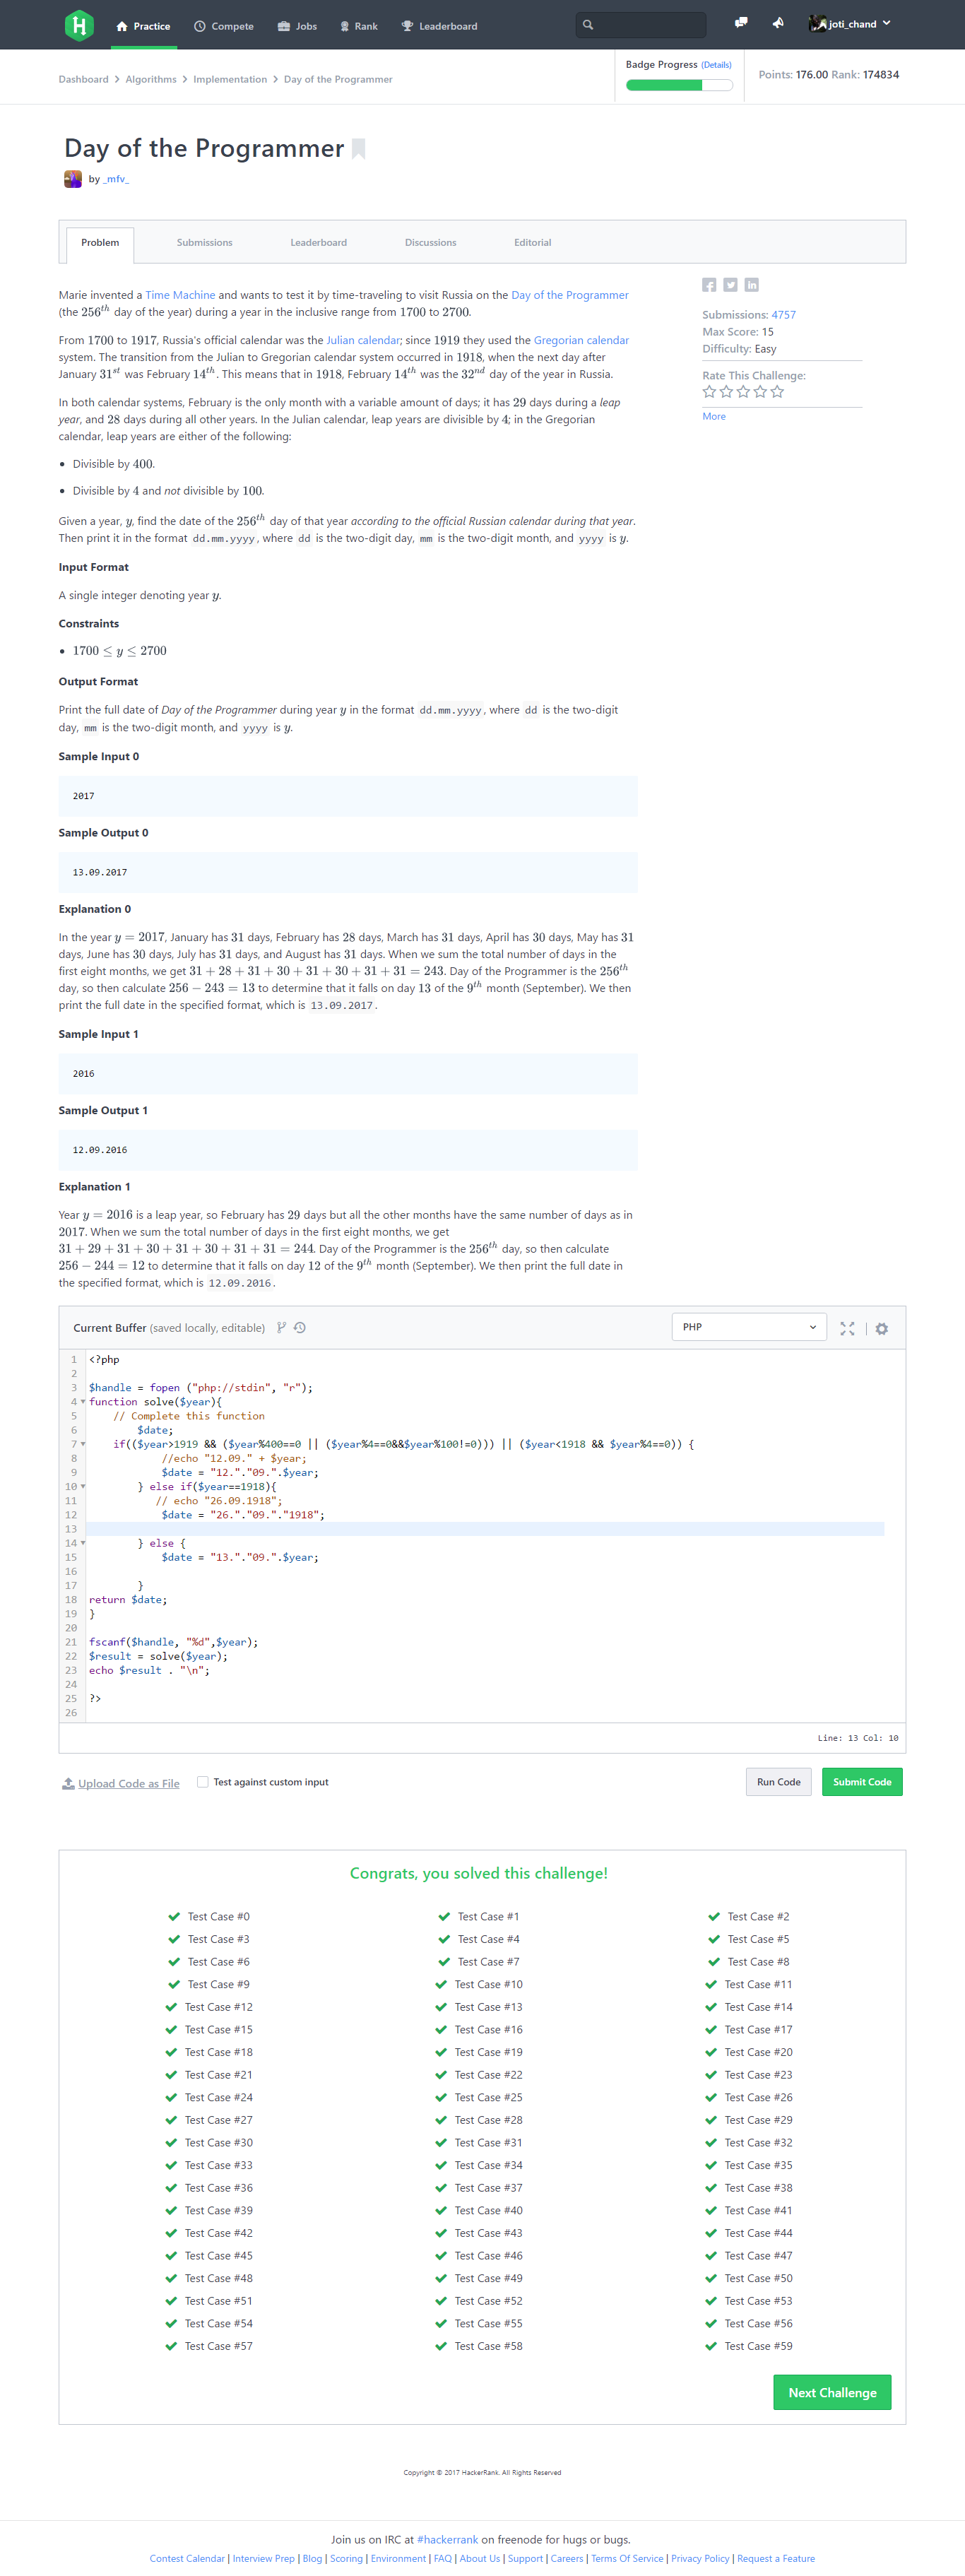 Practice Compete Jobs Rank Leaderboard joti_chand
Dashboard > Algorithms > Implementation > Day of the Programmer
Badge Progress (Details)
Points: 176.00 Rank: 174834
Day of the Programmer
by _mfv_
Problem Submissions Leaderboard Discussions Editorial
Marie invented a Time Machine and wants to test it by time-traveling to visit Russia on the Day of the Programmer
(the 256th day of the year) during a year in the inclusive range from 1700 to 2700.
From 1700 to 1917, Russia's official calendar was the Julian calendar; since 1919 they used the Gregorian calendar
system. The transition from the Julian to Gregorian calendar system occurred in 1918, when the next day after
January 31st was February 14th. This means that in 1918, February 14th was the 32nd day of the year in Russia.
In both calendar systems, February is the only month with a variable amount of days; it has 29 days during a leap
year, and 28 days during all other years. In the Julian calendar, leap years are divisible by 4; in the Gregorian
calendar, leap years are either of the following:
• Divisible by 400.
• Divisible by 4 and not divisible by 100.
Given a year, y, find the date of the 256th day of that year according to the official Russian calendar during that year.
Then print it in the format dd.mm.yyyy, where dd is the two-digit day, mm is the two-digit month, and yyyy is y.
Input Format
A single integer denoting year y.
Constraints
• 1700 ≤ y ≤ 2700
Output Format
Print the full date of Day of the Programmer during year y in the format dd.mm.yyyy, where dd is the two-digit
day, mm is the two-digit month, and yyyy is y.
Sample Input 0
2017
Sample Output 0
13.09.2017
Explanation 0
In the year y = 2017, January has 31 days, February has 28 days, March has 31 days, April has 30 days, May has 31
days, June has 30 days, July has 31 days, and August has 31 days. When we sum the total number of days in the
first eight months, we get 31 + 28 + 31 + 30 + 31 + 30 + 31 + 31 = 243. Day of the Programmer is the 256th
day, so then calculate 256 − 243 = 13 to determine that it falls on day 13 of the 9th month (September). We then
print the full date in the specified format, which is 13.09.2017.
Sample Input 1
2016
Sample Output 1
12.09.2016
Explanation 1
Year y = 2016 is a leap year, so February has 29 days but all the other months have the same number of days as in
2017. When we sum the total number of days in the first eight months, we get
31 + 29 + 31 + 30 + 31 + 30 + 31 + 31 = 244. Day of the Programmer is the 256th day, so then calculate
256 − 244 = 12 to determine that it falls on day 12 of the 9th month (September). We then print the full date in
the specified format, which is 12.09.2016.
Submissions: 4757
Max Score: 15
Difficulty: Easy
Rate This Challenge:
More
Current Buffer (saved locally, editable) PHP
1 <?php
2
3 $handle = fopen ("php://stdin", "r");
4 function solve($year){
5 // Complete this function
6 $date;
7 if(($year>1919 && ($year%400==0 || ($year%4==0&&$year%100!=0))) || ($year<1918 && $year%4==0)) {
8 //echo "12.09." + $year;
9 $date = "12."."09.".$year;
10 } else if($year==1918){
11 // echo "26.09.1918";
12 $date = "26."."09."."1918";
13
14 } else {
15 $date = "13."."09.".$year;
16
17 }
18 return $date;
19 }
20
21 fscanf($handle, "%d",$year);
22 $result = solve($year);
23 echo $result . "\n";
24
25 ?>
26
Line: 13 Col: 10
Upload Code as File Test against custom input Run Code Submit Code
Congrats, you solved this challenge!
Test Case #0 Test Case #1 Test Case #2
Test Case #3 Test Case #4 Test Case #5
Test Case #6 Test Case #7 Test Case #8
Test Case #9 Test Case #10 Test Case #11
Test Case #12 Test Case #13 Test Case #14
Test Case #15 Test Case #16 Test Case #17
Test Case #18 Test Case #19 Test Case #20
Test Case #21 Test Case #22 Test Case #23
Test Case #24 Test Case #25 Test Case #26
Test Case #27 Test Case #28 Test Case #29
Test Case #30 Test Case #31 Test Case #32
Test Case #33 Test Case #34 Test Case #35
Test Case #36 Test Case #37 Test Case #38
Test Case #39 Test Case #40 Test Case #41
Test Case #42 Test Case #43 Test Case #44
Test Case #45 Test Case #46 Test Case #47
Test Case #48 Test Case #49 Test Case #50
Test Case #51 Test Case #52 Test Case #53
Test Case #54 Test Case #55 Test Case #56
Test Case #57 Test Case #58 Test Case #59
Next Challenge
Copyright © 2017 HackerRank. All Rights Reserved
Join us on IRC at #hackerrank on freenode for hugs or bugs.
Contest Calendar | Interview Prep | Blog | Scoring | Environment | FAQ | About Us | Support | Careers | Terms Of Service | Privacy Policy | Request a Feature